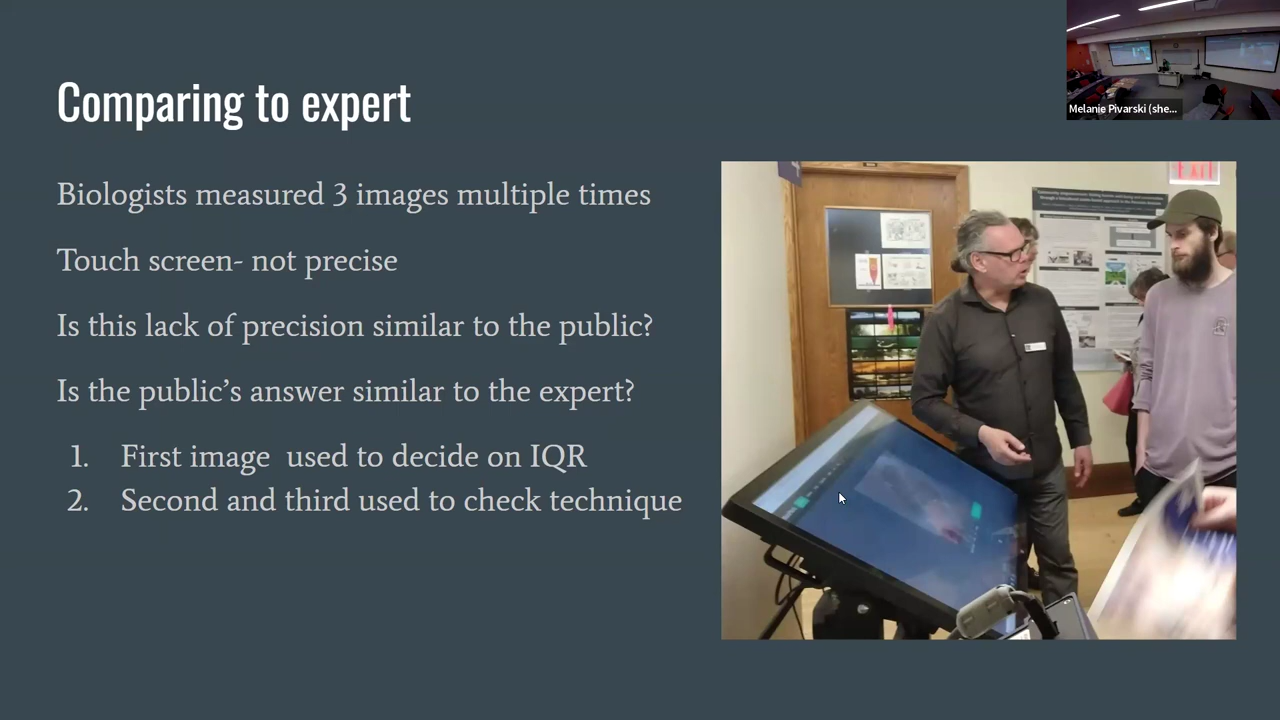 Comparing to expert
Melanie Pivarski (she...
Biologists measured 3 images multiple times
Exit
Touch screen- not precise
Is this lack of precision similar to the public?
Is the public's answer similar to the expert?
1. First image used to decide on IQR
2. Second and third used to check technique